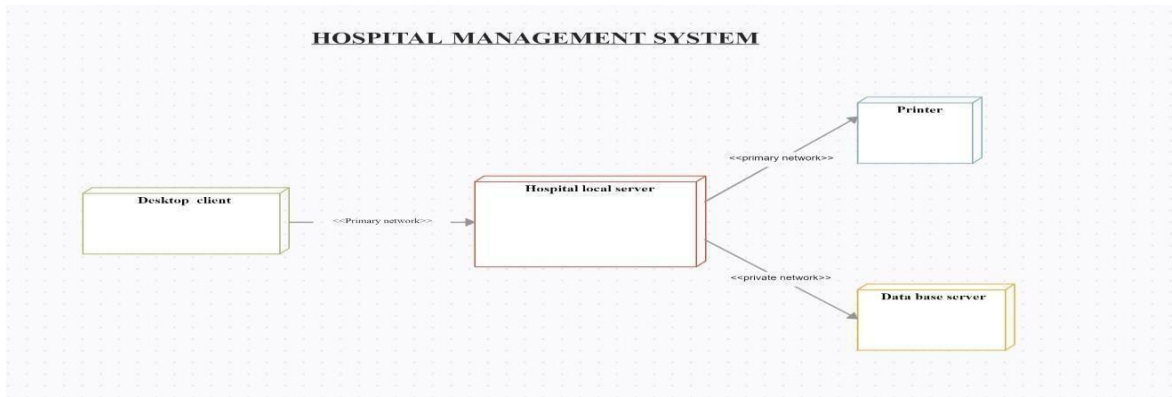 HOSPITAL MANAGEMENT SYSTEM
Printer
<<primary network>>
Desktop client
<<Primary network>>
Hospital local server
<<private network>>
Data base server